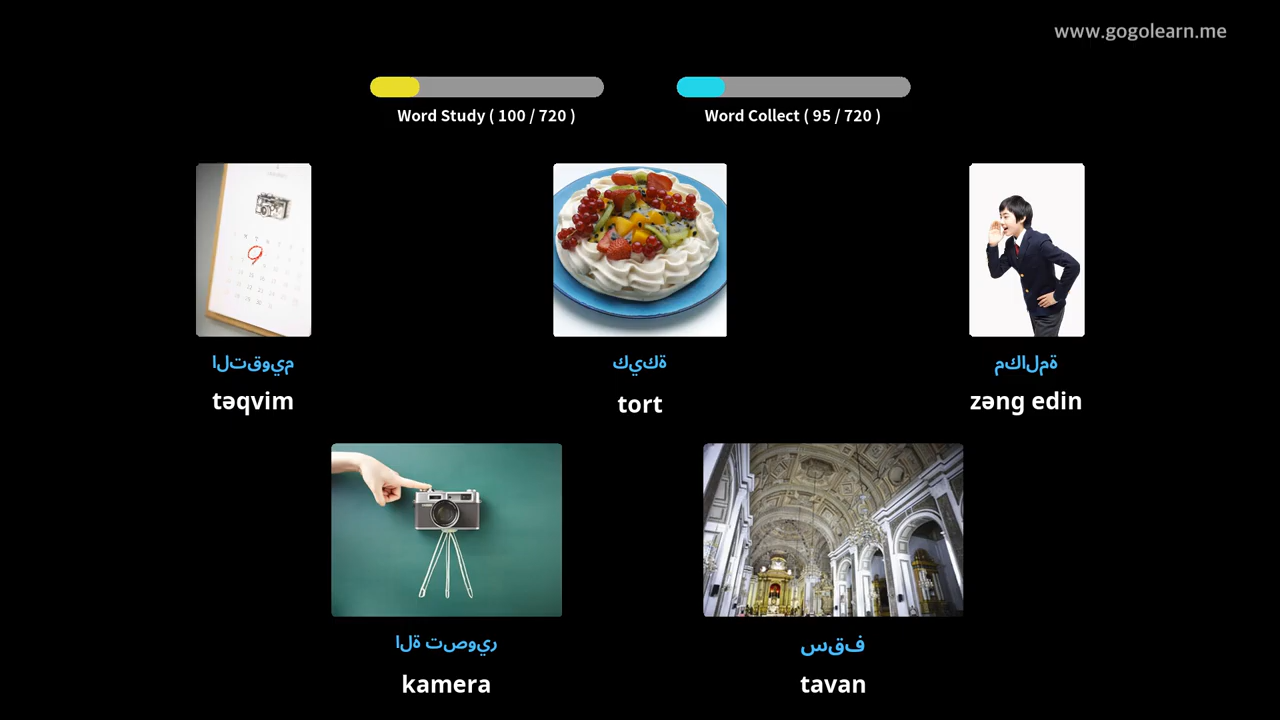 www.gogolearn.me
Word Study ( 100 / 720 )
Word Collect ( 95 / 720 )
التقويم
كيكة
مكالمة
təqvim
tort
zəng edin
الة تصوير
سقف
kamera
tavan